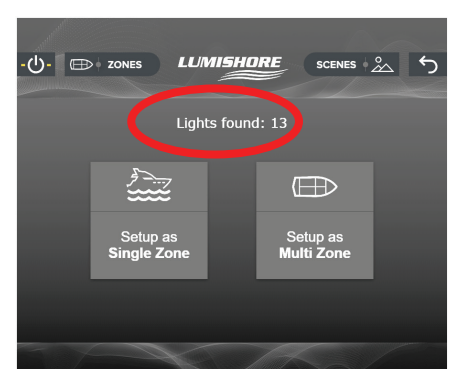 ZONES
LUMISHORE
SCENES
Lights found: 13
Setup as
Single Zone
Setup as
Multi Zone